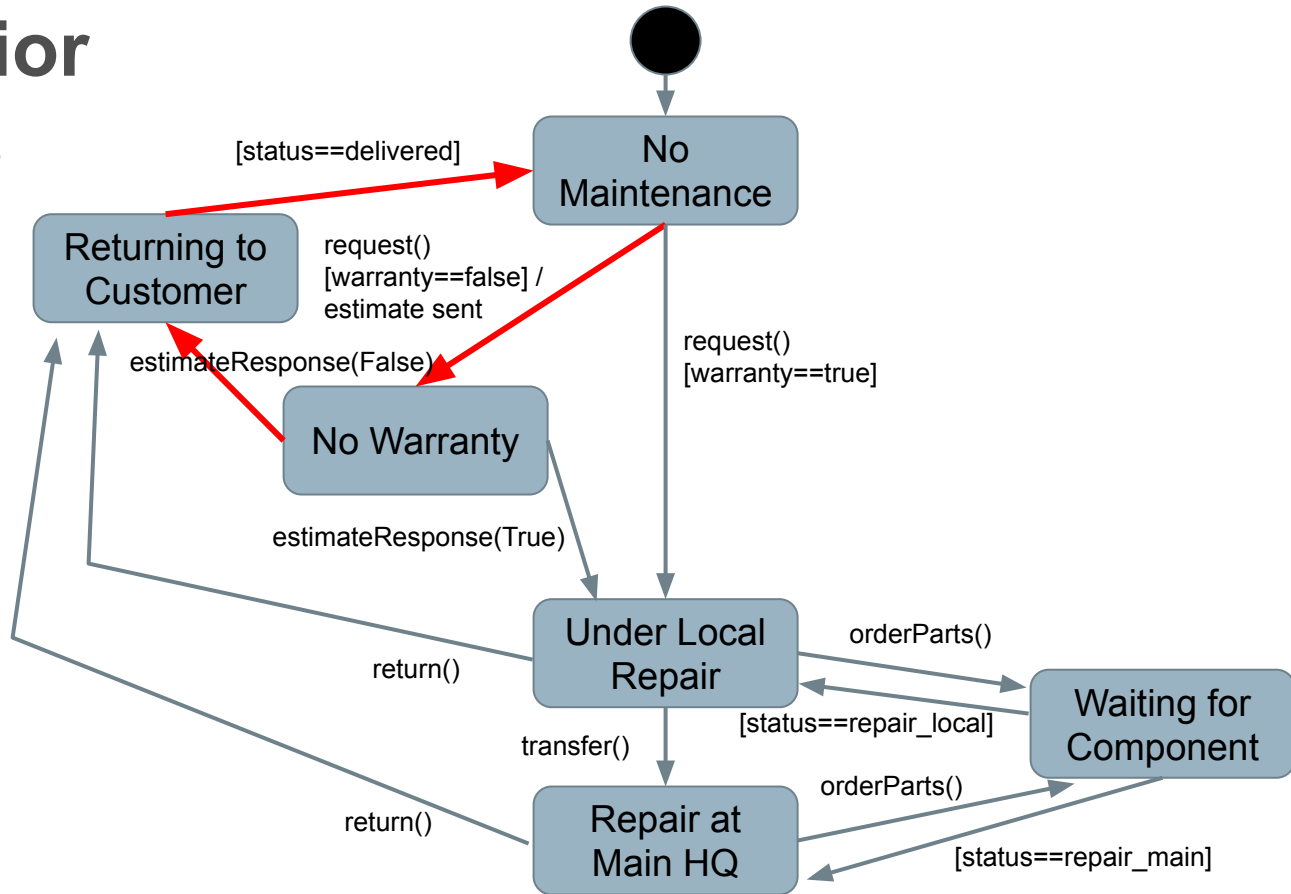 ior
[status==delivered]
No
Maintenance
Returning to
Customer
request()
[warranty==false] /
estimate sent
request()
[warranty==true]
estimateResponse(False)
No Warranty
estimateResponse(True)
Under Local
Repair
orderParts()
return()
[status==repair_local]
Waiting for
Component
transfer()
orderParts()
Repair at
Main HQ
return()
[status==repair_main]